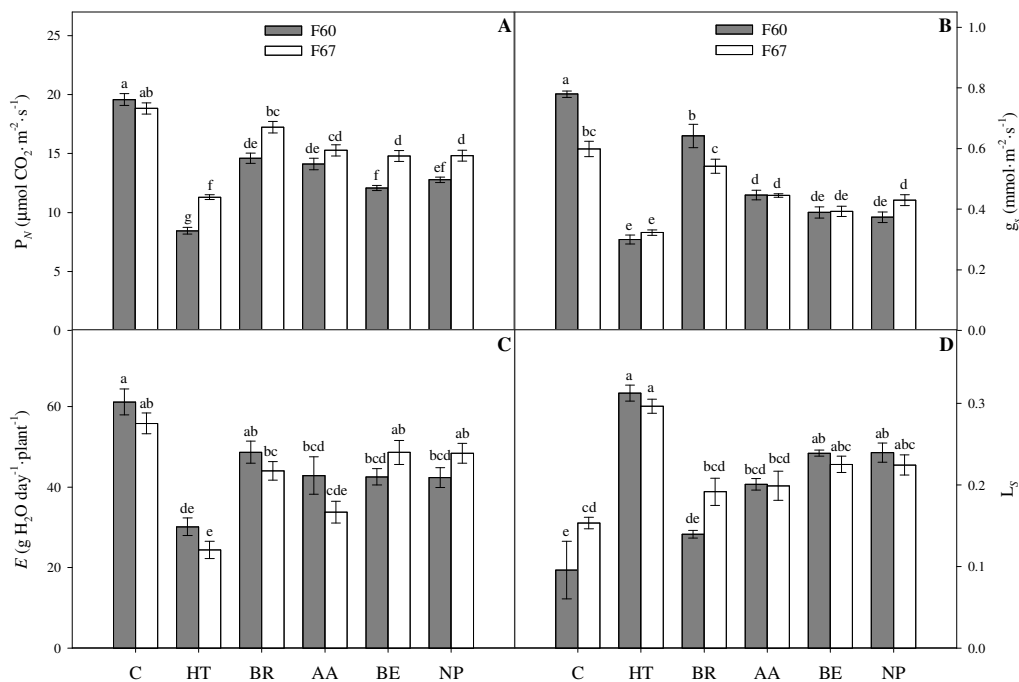 F60
F67
A
25
20
15
10
5
0
P_N (µmol CO₂· m⁻²·s⁻¹)
a ab
g f
de bc
de cd
f d
ef d
F60
F67
B
1.0
0.8
0.6
0.4
0.2
0.0
g_s (mmol·m⁻²·s⁻¹)
a bc
e e
b c
d d
de de
de d
C
60
40
20
0
E (g H₂O day⁻¹·plant⁻¹)
a ab
de e
ab bc
bcd cde
bcd ab
bcd ab
C HT BR AA BE NP
D
0.3
0.2
0.1
0.0
L_S
e cd
a a
de bcd
bcd bcd
ab abc
ab abc
C HT BR AA BE NP